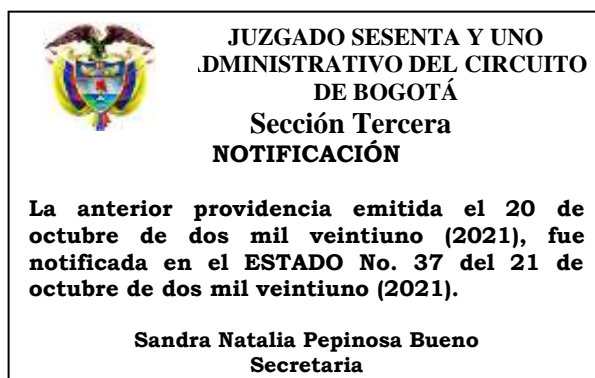 JUZGADO SESENTA Y UNO
.DMINISTRATIVO DEL CIRCUITO
DE BOGOTÁ
Sección Tercera
NOTIFICACIÓN
La anterior providencia emitida el 20 de
octubre de dos mil veintiuno (2021), fue
notificada en el ESTADO No. 37 del 21 de
octubre de dos mil veintiuno (2021).
Sandra Natalia Pepinosa Bueno
Secretaria